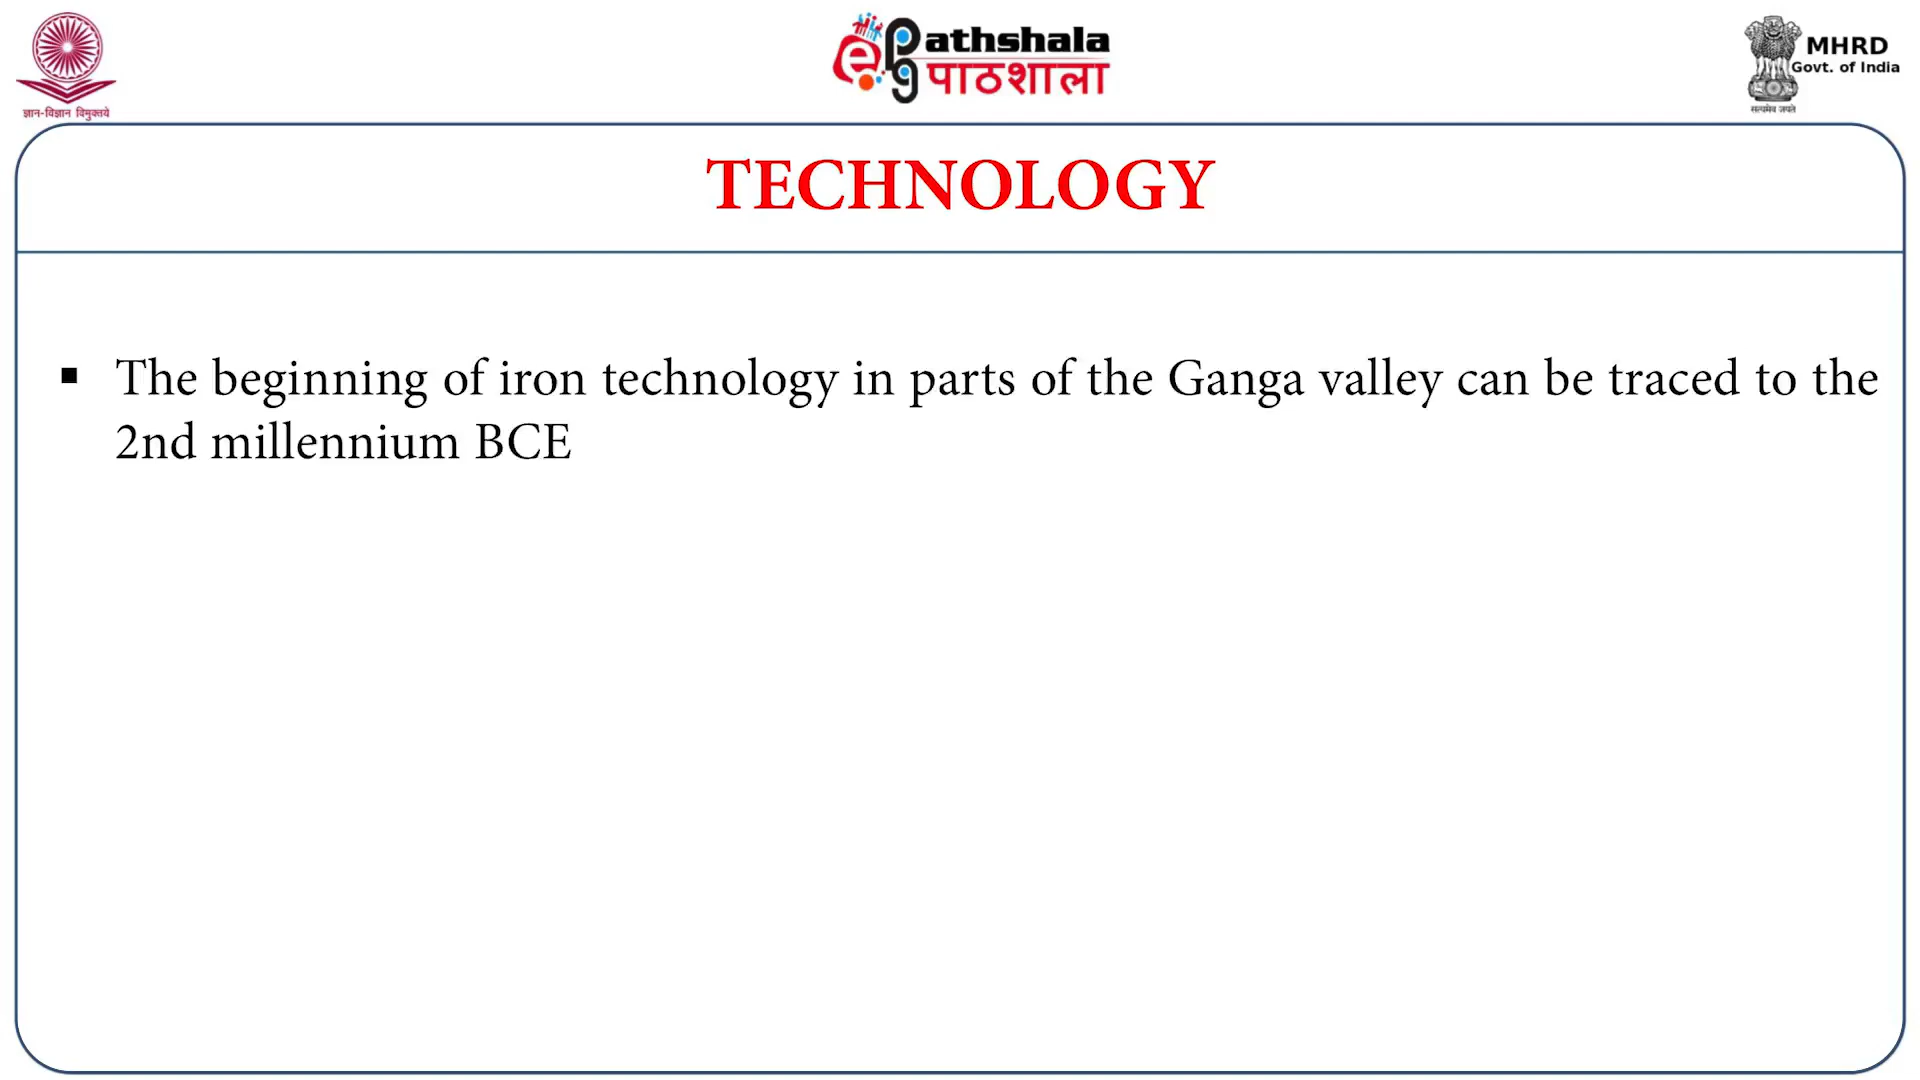 ज्ञान-विज्ञान विमुक्तये
ePathshala
पाठशाला
MHRD
Govt. of India
सत्यमेव जयते
TECHNOLOGY
▪ The beginning of iron technology in parts of the Ganga valley can be traced to the
2nd millennium BCE